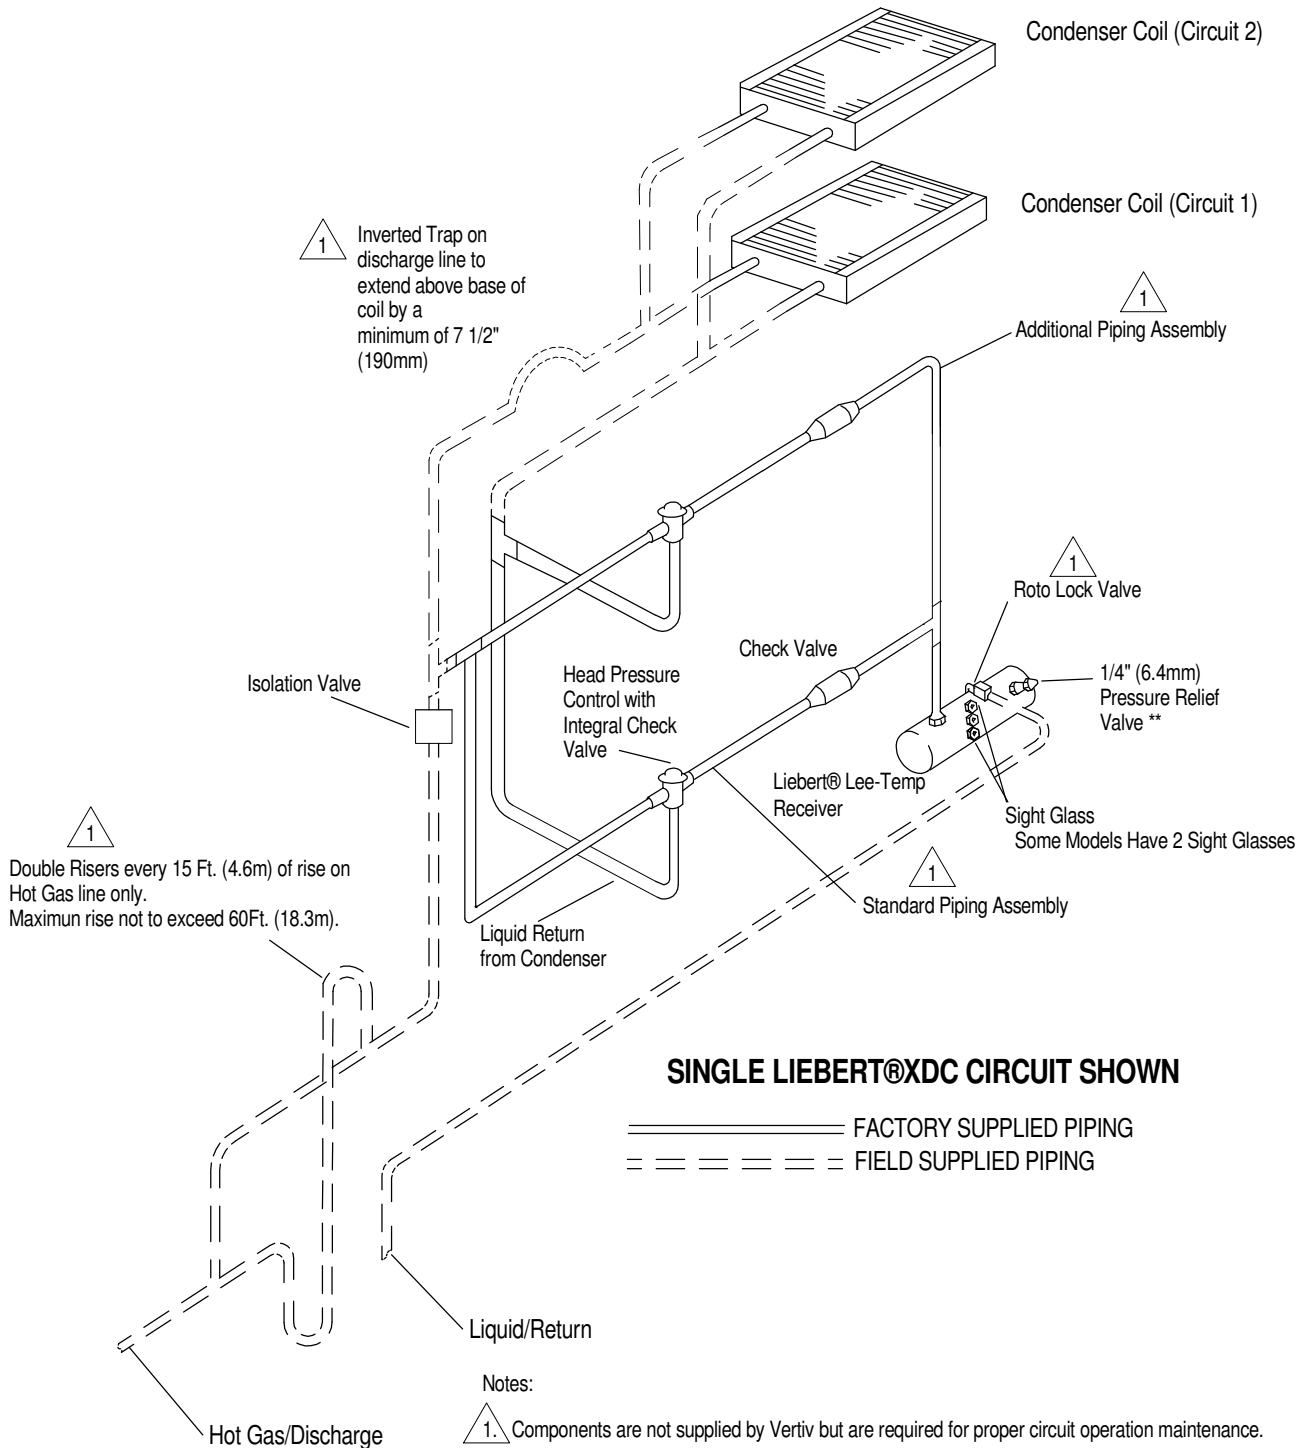 Condenser Coil (Circuit 2)
Condenser Coil (Circuit 1)
1
Inverted Trap on
discharge line to
extend above base of
coil by a
minimum of 7 1/2"
(190mm)
1
Additional Piping Assembly
1
Roto Lock Valve
Check Valve
Isolation Valve
Head Pressure
Control with
Integral Check
Valve
1/4" (6.4mm)
Pressure Relief
Valve **
Liebert® Lee-Temp
Receiver
Sight Glass
Some Models Have 2 Sight Glasses
1
Double Risers every 15 Ft. (4.6m) of rise on
Hot Gas line only.
Maximun rise not to exceed 60Ft. (18.3m).
1
Standard Piping Assembly
Liquid Return
from Condenser
SINGLE LIEBERT®XDC CIRCUIT SHOWN
FACTORY SUPPLIED PIPING
FIELD SUPPLIED PIPING
Liquid/Return
Hot Gas/Discharge
Notes:
1. Components are not supplied by Vertiv but are required for proper circuit operation maintenance.